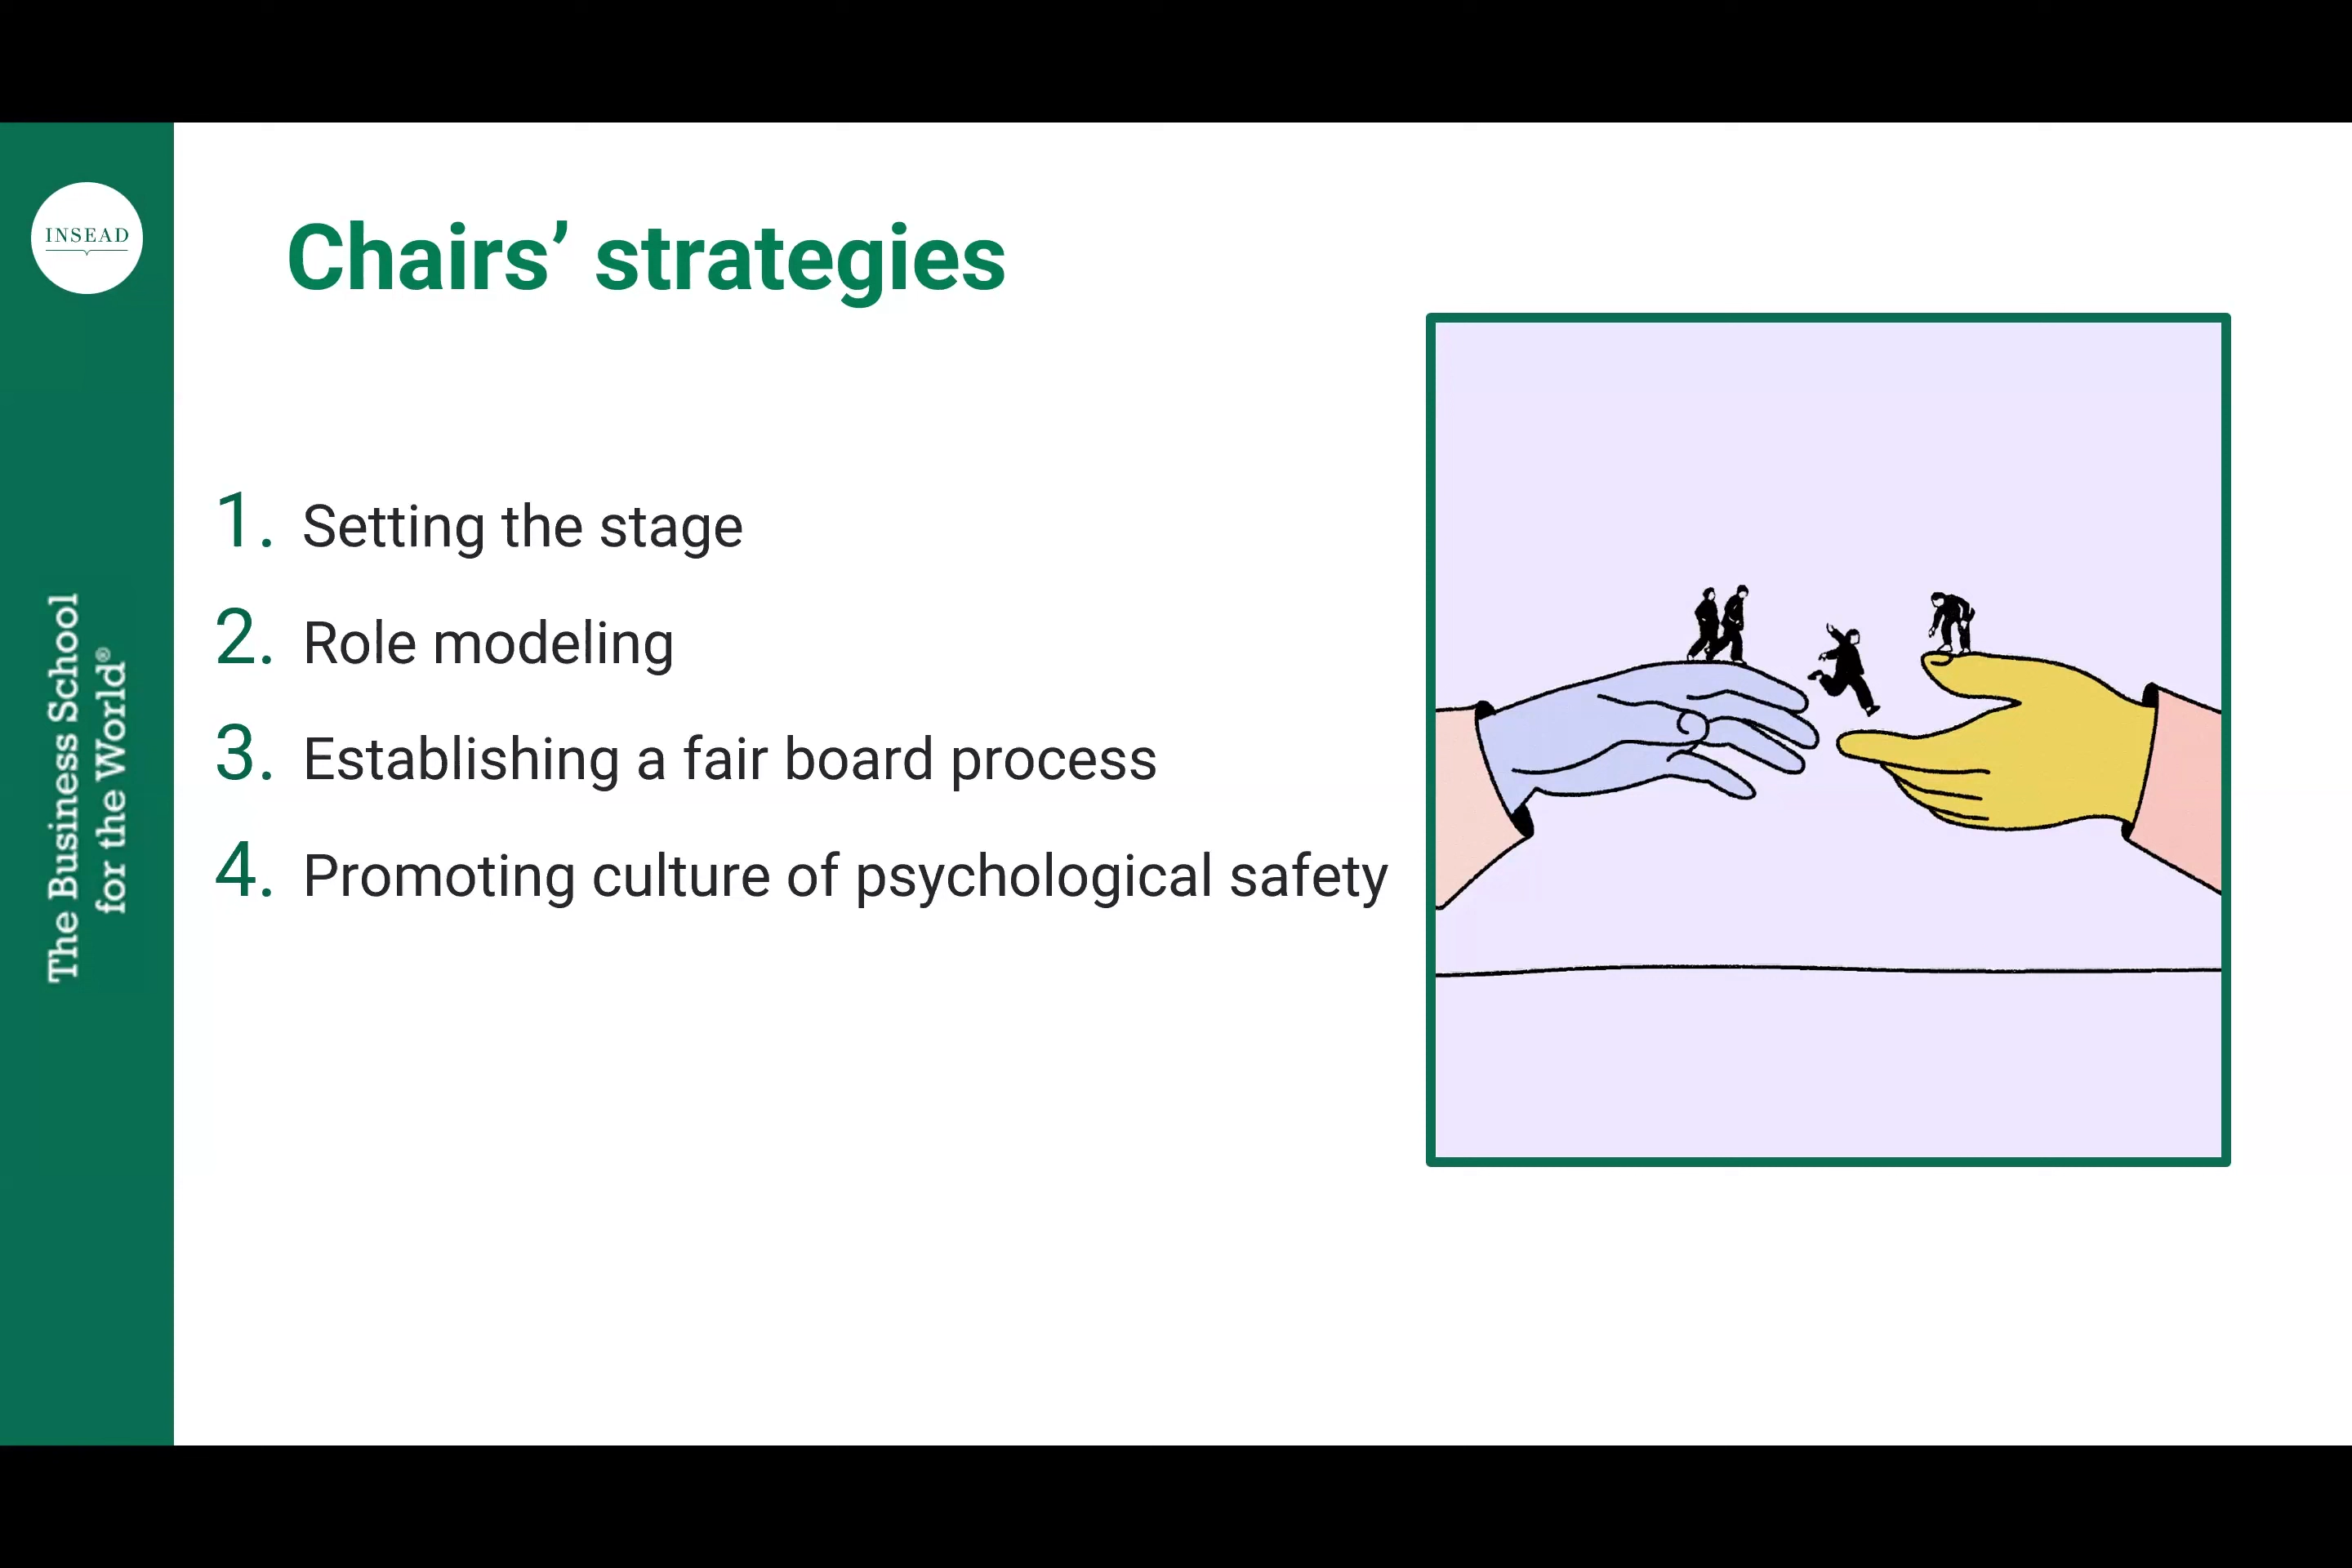 INSEAD
The Business School
for the World®
Chairs’ strategies
1. Setting the stage
2. Role modeling
3. Establishing a fair board process
4. Promoting culture of psychological safety